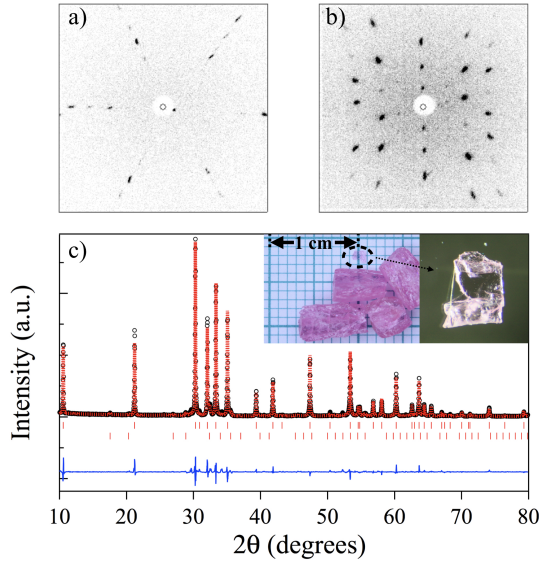 a)
b)
c)
1 cm
Intensity (a.u.)
10 20 30 40 50 60 70 80
2θ (degrees)